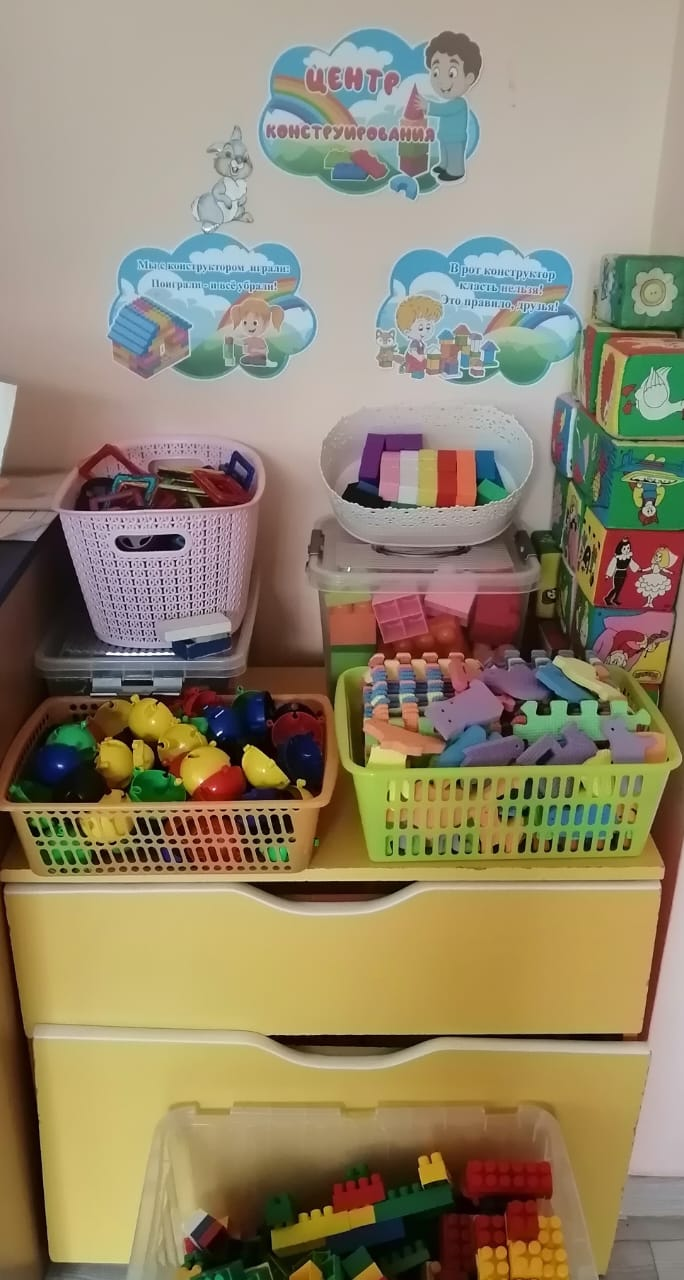 ЦЕНТР
КОНСТРУИРОВАНИЯ
Мы с конструктором играли:
Поиграли - и всё убрали!
В рот конструктор
класть нельзя!
Это правило, друзья!